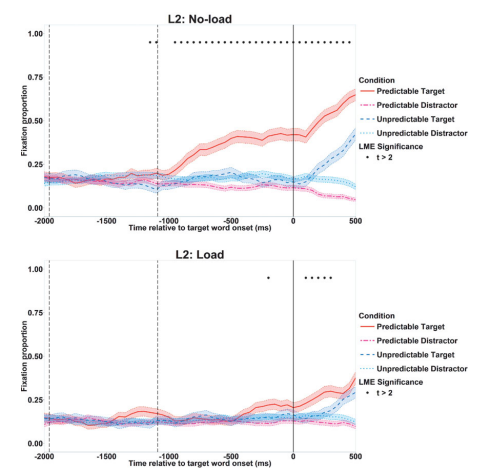 L2: No-load
1.00
0.75
0.50
0.25
0.00
Fixation proportion
-2000
-1500
-1000
-500
0
500
Time relative to target word onset (ms)
Condition
Predictable Target
Predictable Distractor
Unpredictable Target
Unpredictable Distractor
LME Significance
t > 2
L2: Load
1.00
0.75
0.50
0.25
0.00
Fixation proportion
-2000
-1500
-1000
-500
0
500
Time relative to target word onset (ms)
Condition
Predictable Target
Predictable Distractor
Unpredictable Target
Unpredictable Distractor
LME Significance
t > 2